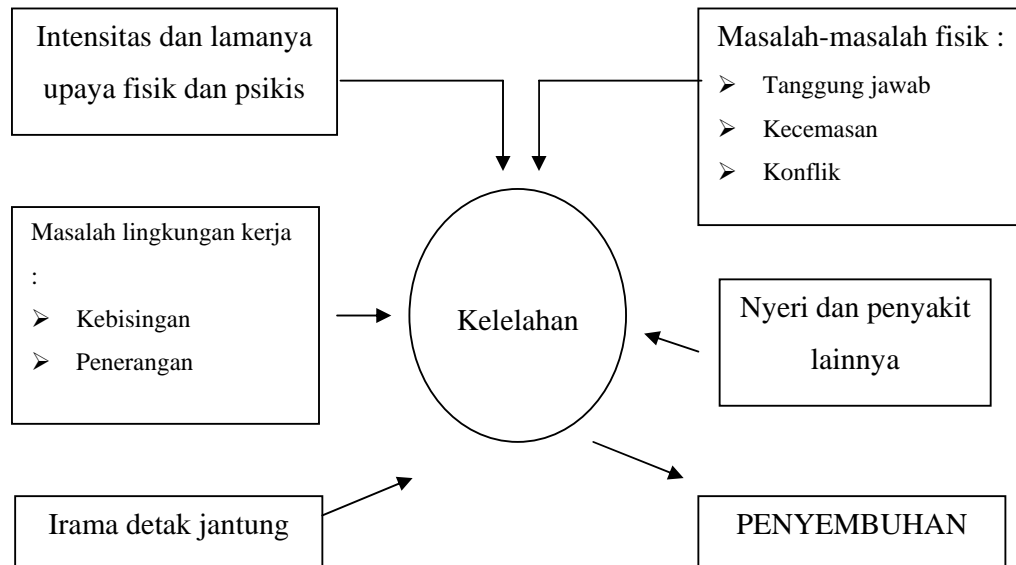 Intensitas dan lamanya
upaya fisik dan psikis
Masalah-masalah fisik :
➢ Tanggung jawab
➢ Kecemasan
➢ Konflik
Masalah lingkungan kerja
:
➢ Kebisingan
➢ Penerangan
Kelelahan
Nyeri dan penyakit
lainnya
Irama detak jantung
PENYEMBUHAN